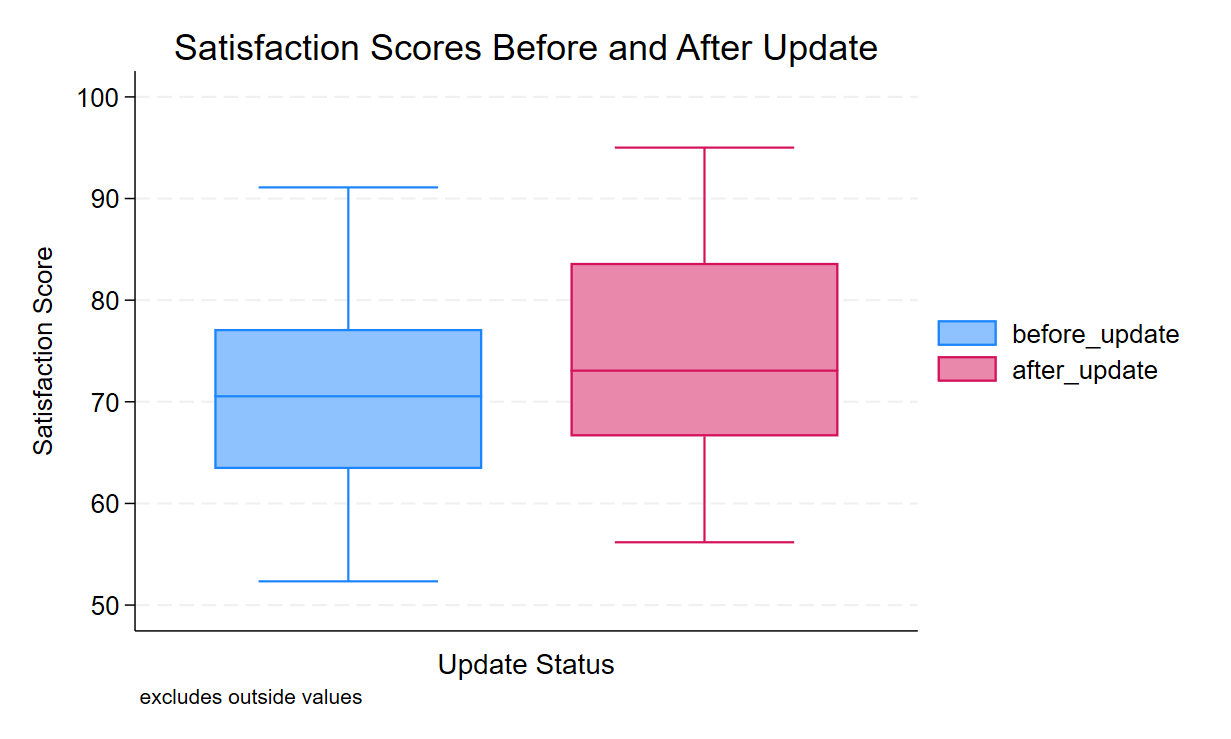 Satisfaction Scores Before and After Update
Satisfaction Score
100
90
80
70
60
50
before_update
after_update
Update Status
excludes outside values